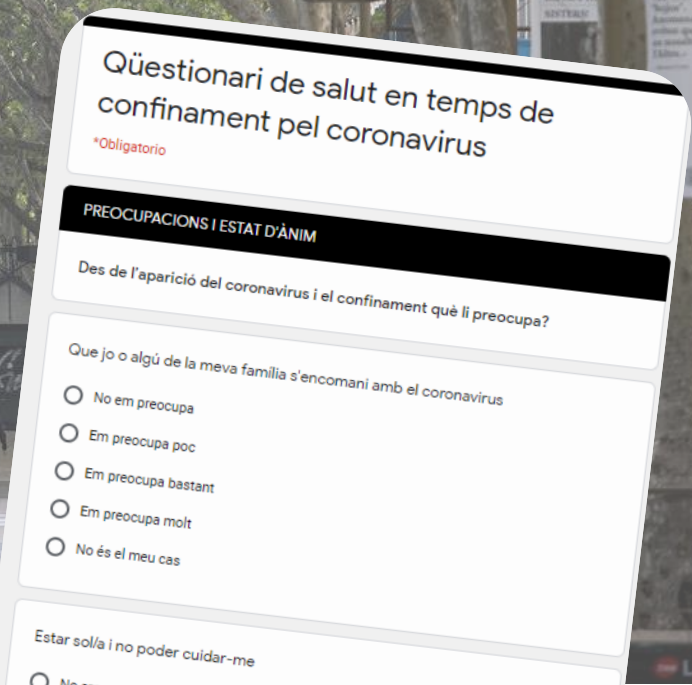 Qüestionari de salut en temps de
confinament pel coronavirus
*Obligatorio
PREOCUPACIONS I ESTAT D'ÀNIM
Des de l'aparició del coronavirus i el confinament què li preocupa?
Que jo o algú de la meva família s'encomani amb el coronavirus
No em preocupa
Em preocupa poc
Em preocupa bastant
Em preocupa molt
No és el meu cas
Estar sol/a i no poder cuidar-me